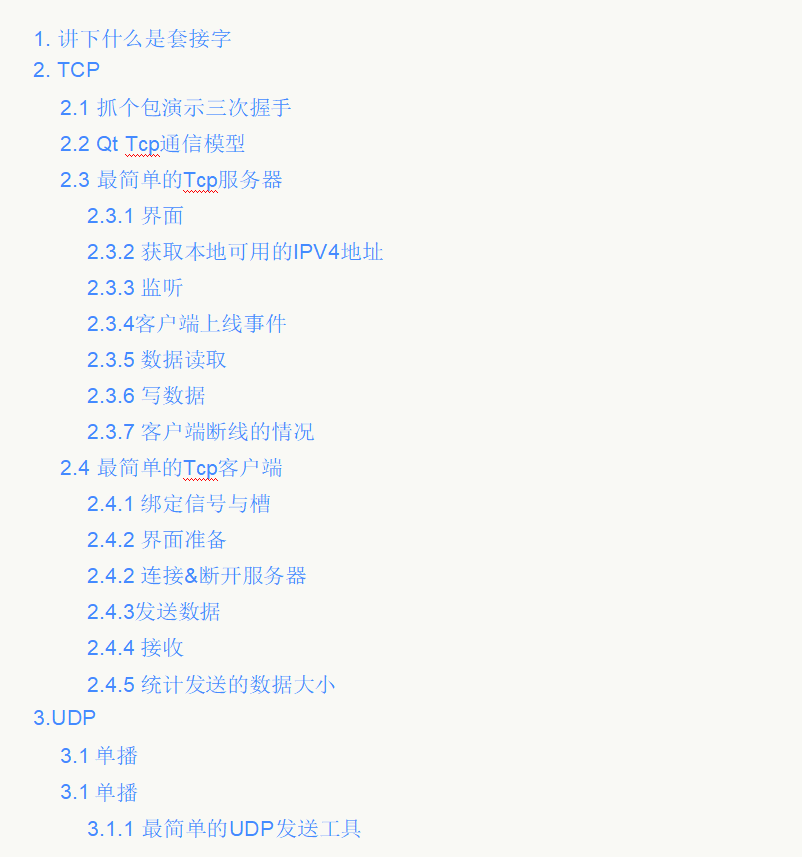 1. 讲下什么是套接字
2. TCP
2.1 抓个包演示三次握手
2.2 Qt Tcp通信模型
2.3 最简单的Tcp服务器
2.3.1 界面
2.3.2 获取本地可用的IPV4地址
2.3.3 监听
2.3.4客户端上线事件
2.3.5 数据读取
2.3.6 写数据
2.3.7 客户端断线的情况
2.4 最简单的Tcp客户端
2.4.1 绑定信号与槽
2.4.2 界面准备
2.4.2 连接&断开服务器
2.4.3发送数据
2.4.4 接收
2.4.5 统计发送的数据大小
3.UDP
3.1 单播
3.1 单播
3.1.1 最简单的UDP发送工具